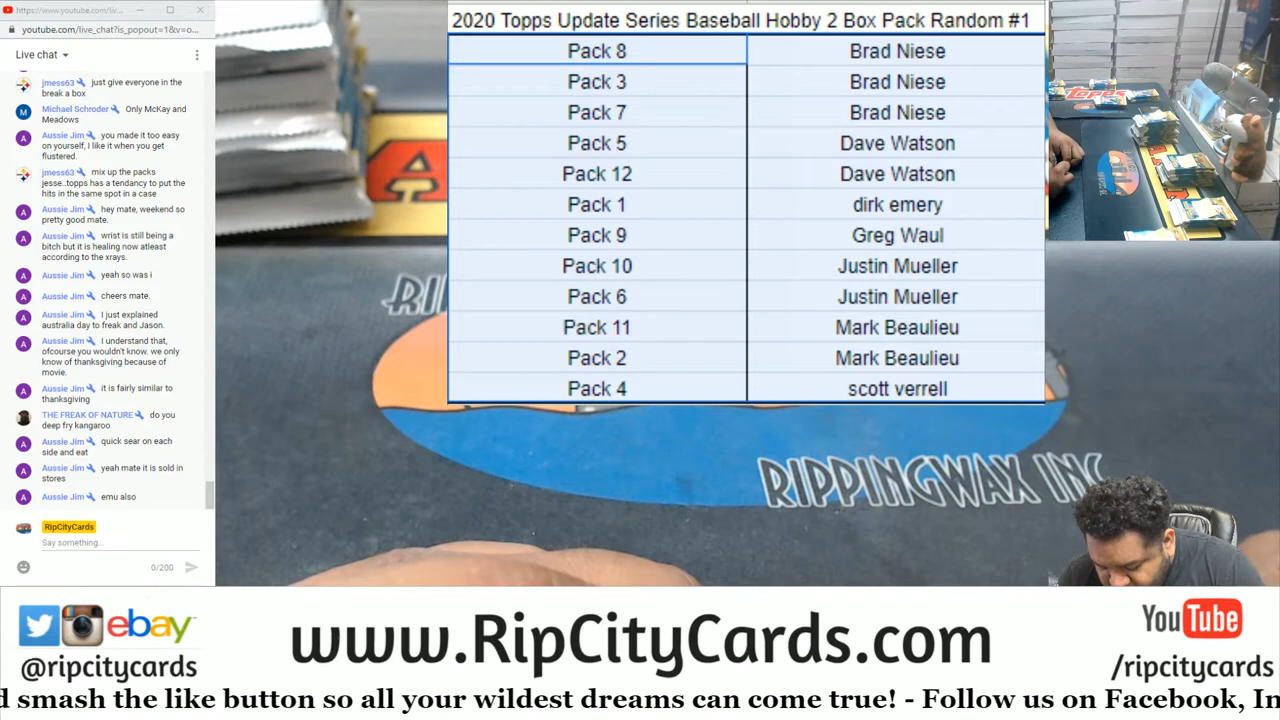 https://www.youtube.com/live_...
youtube.com/live_chat?is_popout=1&v=o...
Live chat
jmess63 just give everyone in the
break a box
Michael Schroder Only McKay and
Meadows
Aussie Jim you made it too easy
on yourself, I like it when you get
flustered.
jmess63 mix up the packs
jesse..topps has a tendancy to put the
hits in the same spot in a case
Aussie Jim hey mate, weekend so
pretty good mate.
Aussie Jim wrist is still being a
bitch but it is healing now atleast
according to the xrays.
Aussie Jim yeah so was i
Aussie Jim cheers mate.
Aussie Jim I just explained
australia day to freak and Jason.
Aussie Jim I understand that,
ofcourse you wouldn't know. we only
know of thanksgiving because of
movie.
Aussie Jim it is fairly similar to
thanksgiving
THE FREAK OF NATURE do you
deep fry kangaroo
Aussie Jim quick sear on each
side and eat
Aussie Jim yeah mate it is sold in
stores
Aussie Jim emu also
RipCityCards
Say something...
0/200
2020 Topps Update Series Baseball Hobby 2 Box Pack Random #1
Pack 8 Brad Niese
Pack 3 Brad Niese
Pack 7 Brad Niese
Pack 5 Dave Watson
Pack 12 Dave Watson
Pack 1 dirk emery
Pack 9 Greg Waul
Pack 10 Justin Mueller
Pack 6 Justin Mueller
Pack 11 Mark Beaulieu
Pack 2 Mark Beaulieu
Pack 4 scott verrell
topps
RI
RIPPINGWAX INC
ebay
@ripcitycards
www.RipCityCards.com
YouTube
/ripcitycards
d smash the like button so all your wildest dreams can come true! - Follow us on Facebook, In